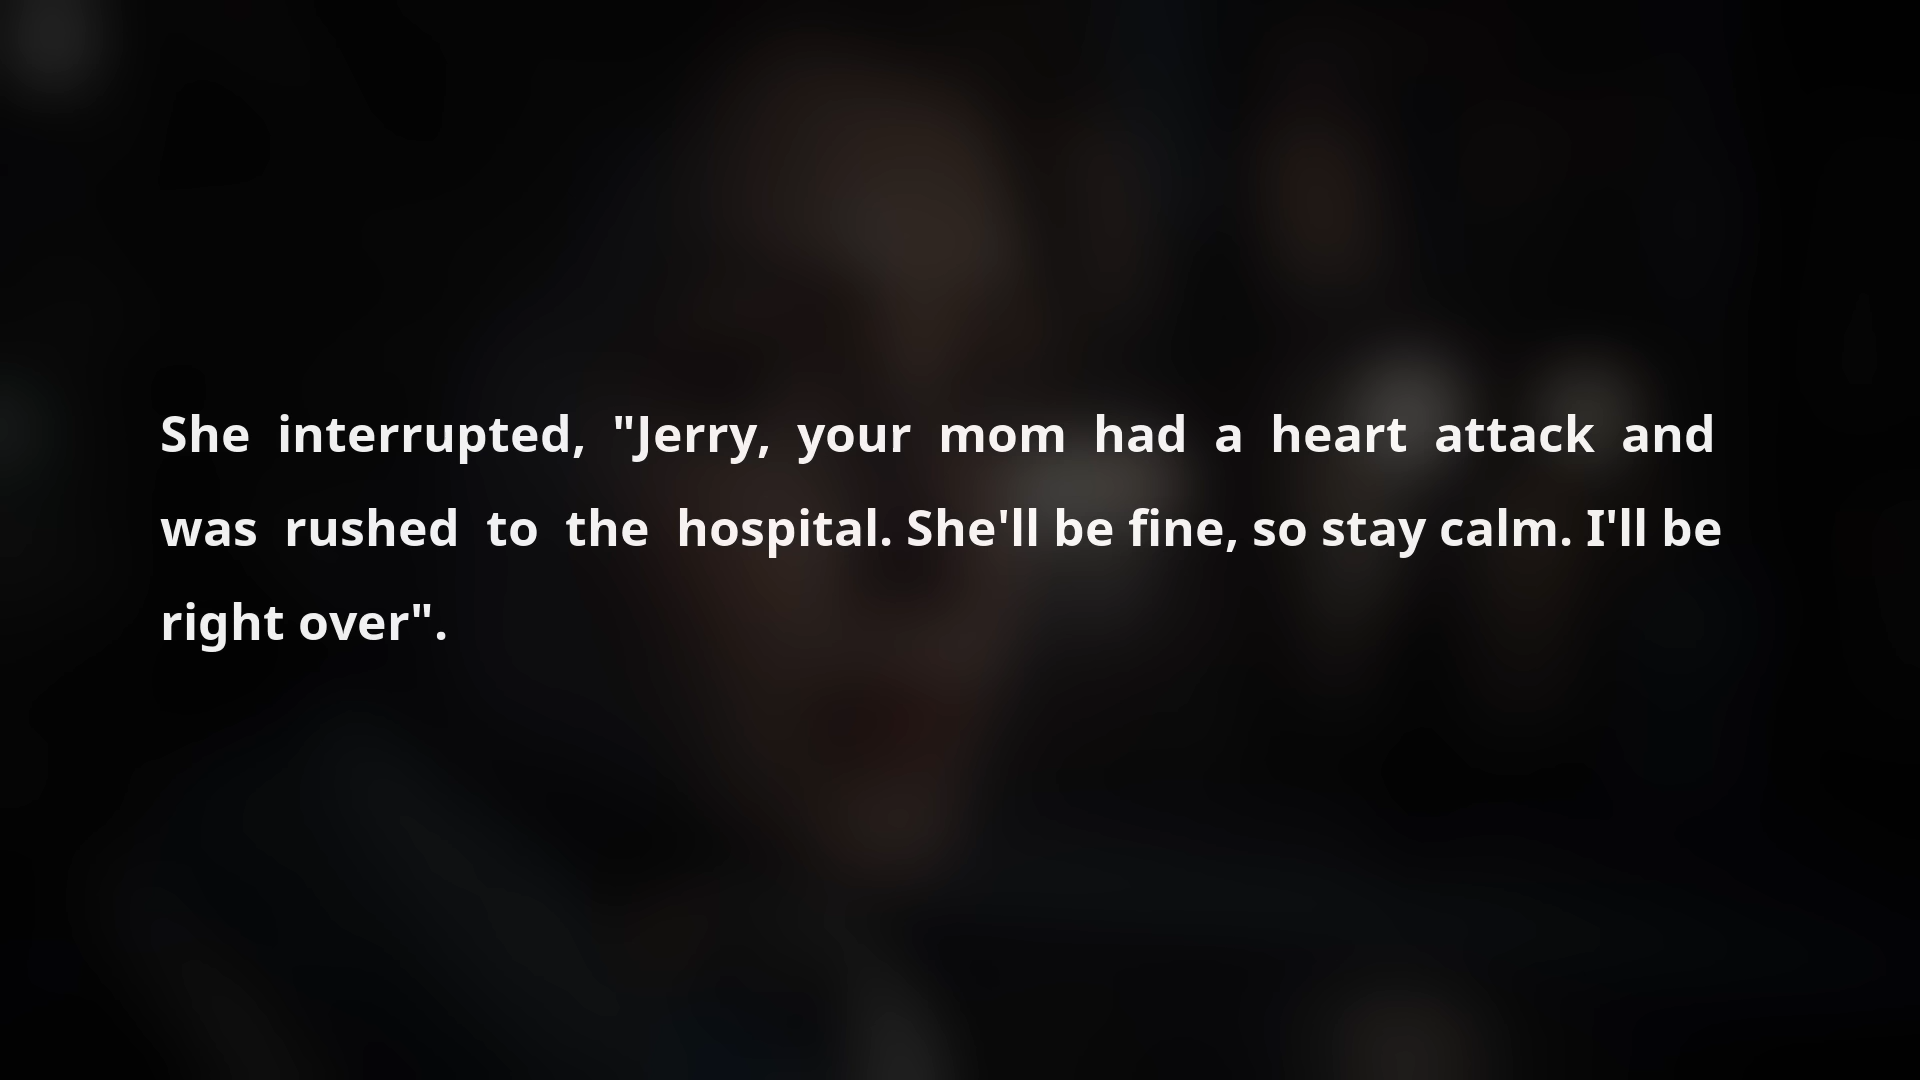 She interrupted, "Jerry, your mom had a heart attack and
was rushed to the hospital. She'll be fine, so stay calm. I'll be
right over".